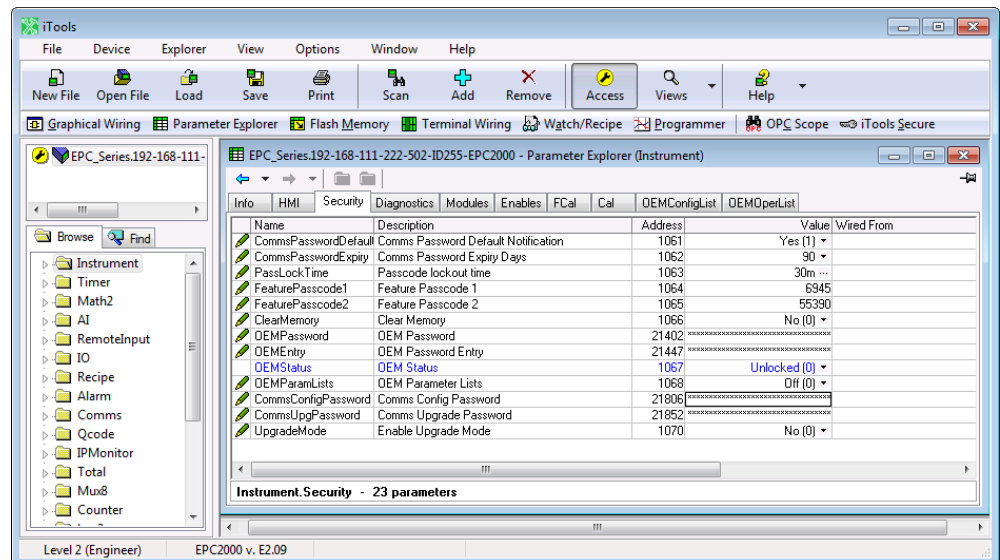 iTools
File Device Explorer View Options Window Help
New File Open File Load Save Print Scan Add Remove Access Views Help
Graphical Wiring Parameter Explorer Flash Memory Terminal Wiring Watch/Recipe Programmer OPC Scope iTools Secure
EPC_Series.192-168-111-
Browse Find
Instrument
Timer
Math2
AI
RemoteInput
IO
Recipe
Alarm
Comms
Qcode
IPMonitor
Total
Mux8
Counter
EPC_Series.192-168-111-222-502-ID255-EPC2000 - Parameter Explorer (Instrument)
Info HMI Security Diagnostics Modules Enables FCal Cal OEMConfigList OEMOperList
Name Description Address Value Wired From
CommsPasswordDefaul Comms Password Default Notification 1061 Yes (1)
CommsPasswordExpiry Comms Password Expiry Days 1062 90
PassLockTime Passcode lockout time 1063 30m ...
FeaturePasscode1 Feature Passcode 1 1064 6945
FeaturePasscode2 Feature Passcode 2 1065 55390
ClearMemory Clear Memory 1066 No (0)
OEMPassword OEM Password 21402
OEMEntry OEM Password Entry 21447
OEMStatus OEM Status 1067 Unlocked (0)
OEMParamLists OEM Parameter Lists 1068 Off (0)
CommsConfigPassword Comms Config Password 21806
CommsUpgPassword Comms Upgrade Password 21852
UpgradeMode Enable Upgrade Mode 1070 No (0)
Instrument.Security - 23 parameters
Level 2 (Engineer) EPC2000 v. E2.09